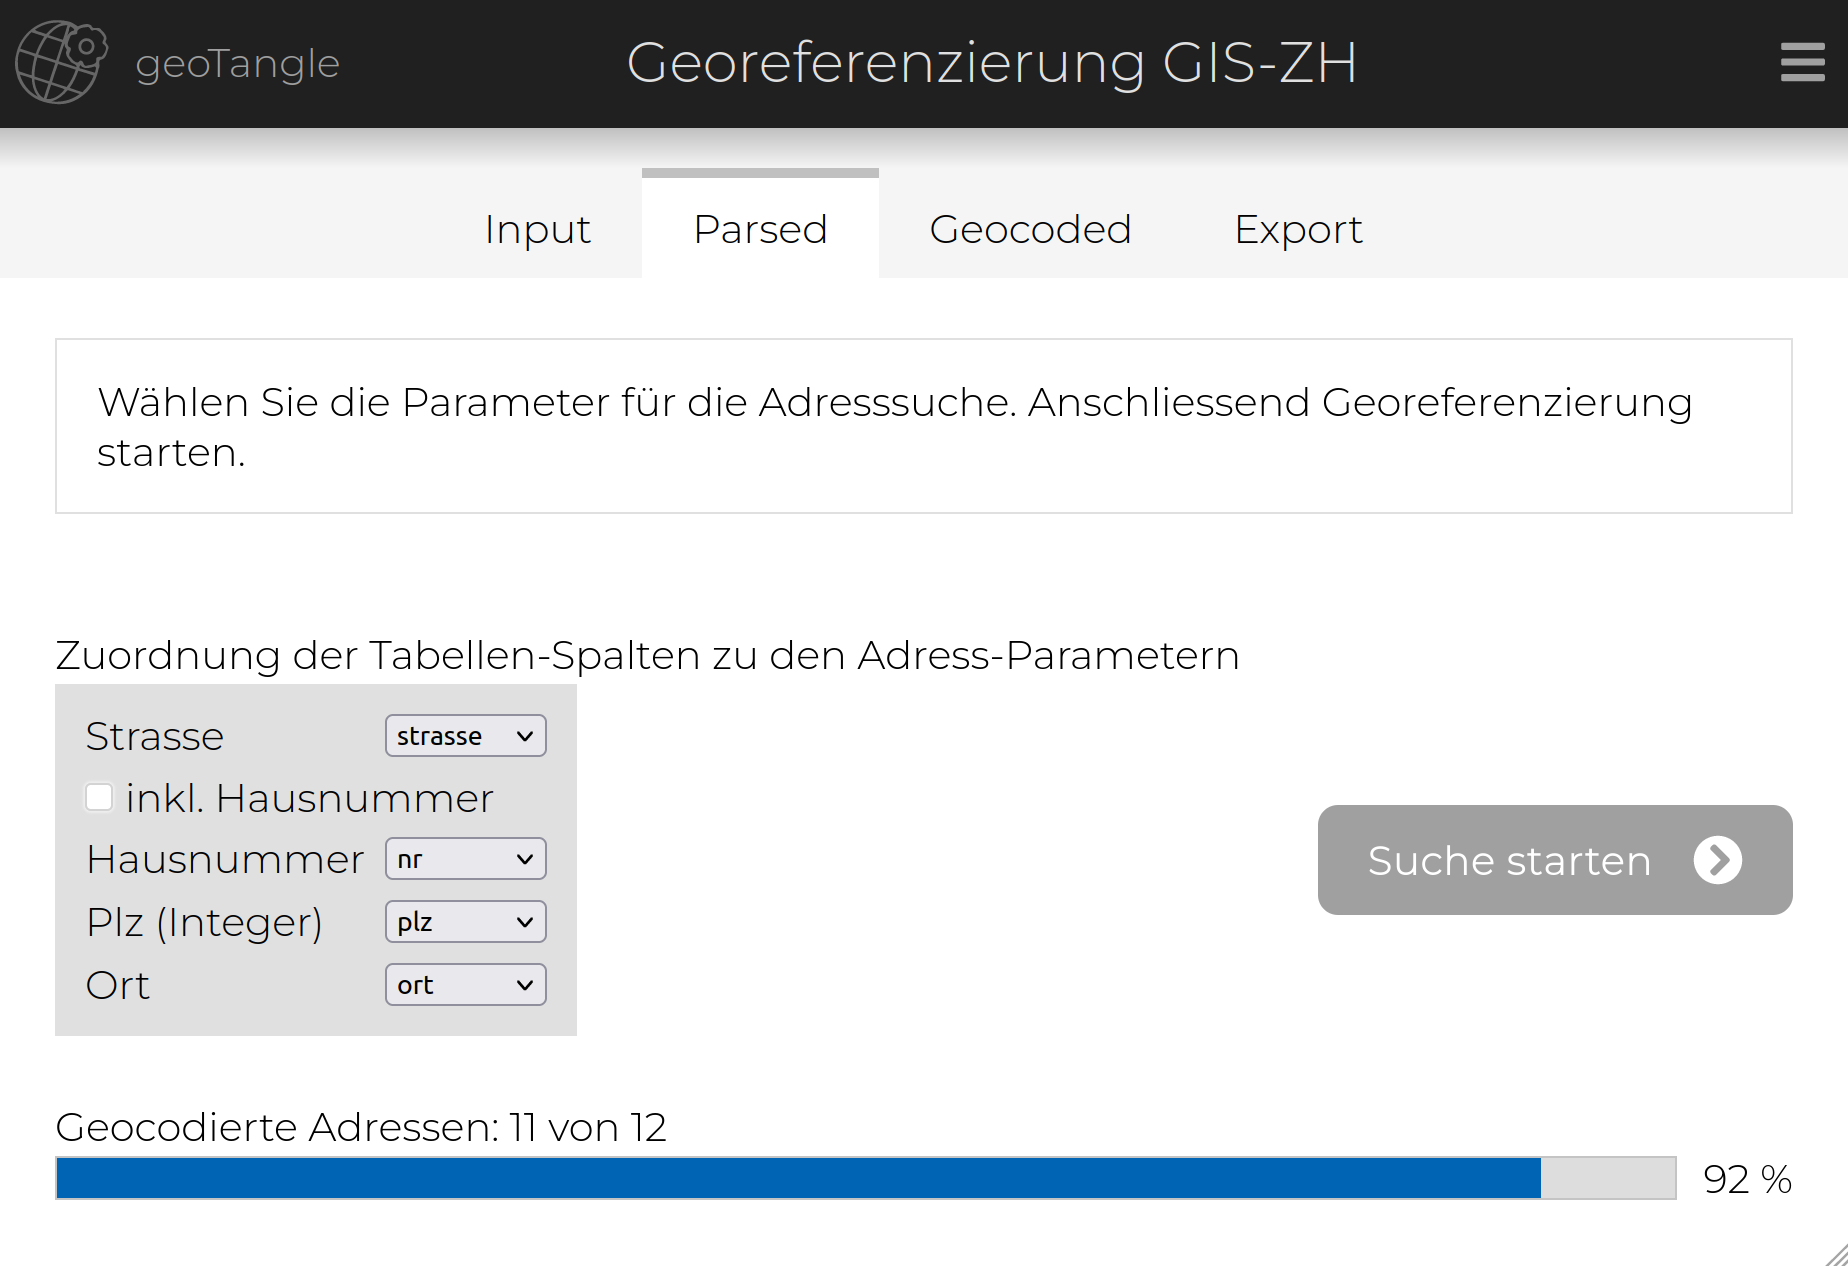 geoTangle
Georeferenzierung GIS-ZH
Input
Parsed
Geocoded
Export
Wählen Sie die Parameter für die Adresssuche. Anschliessend Georeferenzierung
starten.
Zuordnung der Tabellen-Spalten zu den Adress-Parametern
Strasse
strasse
inkl. Hausnummer
Hausnummer
nr
Plz (Integer)
plz
Ort
ort
Suche starten
Geocodierte Adressen: 11 von 12
92 %